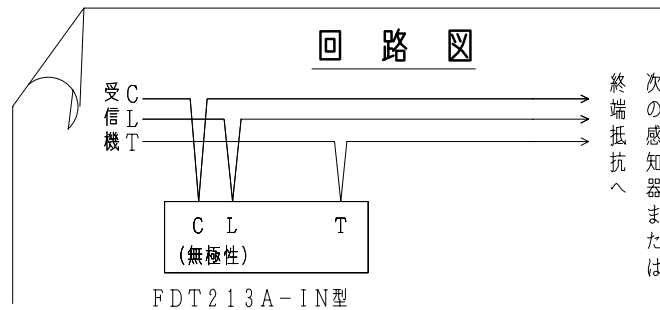 回路図
受信機
C
L
T
次の感知器または
終端抵抗へ
C L T
(無極性)
FDT213A-IN型